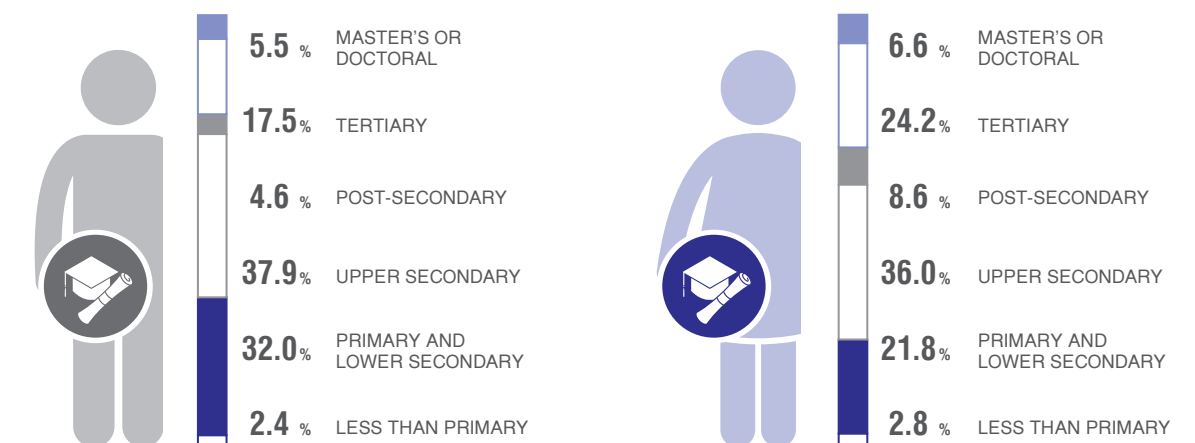 5.5 % MASTER'S OR
DOCTORAL
17.5% TERTIARY
4.6 % POST-SECONDARY
37.9% UPPER SECONDARY
32.0% PRIMARY AND
LOWER SECONDARY
2.4 % LESS THAN PRIMARY
6.6 % MASTER'S OR
DOCTORAL
24.2% TERTIARY
8.6 % POST-SECONDARY
36.0% UPPER SECONDARY
21.8% PRIMARY AND
LOWER SECONDARY
2.8 % LESS THAN PRIMARY